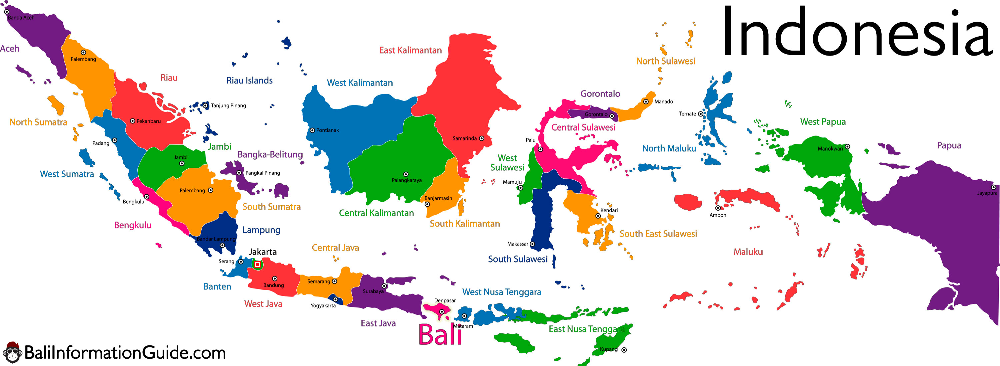 Indonesia
Banda Aceh
Aceh
Palembang
North Sumatra
Riau
Pekanbaru
Riau Islands
Tanjung Pinang
Padang
West Sumatra
Jambi
Jambi
Bangka-Belitung
Pangkal Pinang
Palembang
South Sumatra
Bengkulu
Bengkulu
Lampung
Bandar Lampung
Jakarta
Serang
Banten
Bandung
West Java
Central Java
Semarang
Yogyakarta
Surabaya
East Java
Denpasar
Bali
Mataram
West Nusa Tenggara
East Nusa Tenggara
Kupang
West Kalimantan
Pontianak
East Kalimantan
Samarinda
Palangkaraya
Central Kalimantan
Banjarmasin
South Kalimantan
North Sulawesi
Manado
Gorontalo
Gorontalo
Central Sulawesi
Palu
West
Sulawesi
Mamuju
Kendari
South East Sulawesi
Makassar
South Sulawesi
Ternate
North Maluku
Ambon
Maluku
West Papua
Manokwari
Papua
Jayapura
BaliInformationGuide.com